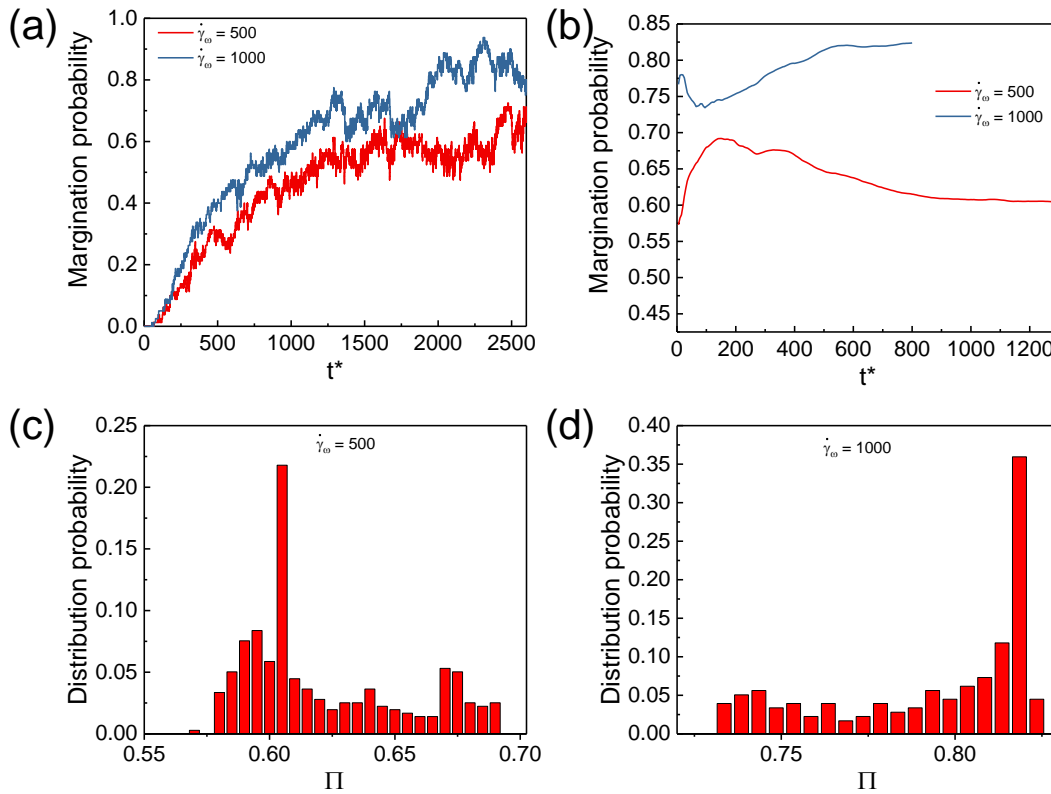 (a)
γ̇ω = 500
γ̇ω = 1000
Margination probability
1.0
0.8
0.6
0.4
0.2
0.0
0 500 1000 1500 2000 2500
t*
(b)
γ̇ω = 500
γ̇ω = 1000
Margination probability
0.85
0.80
0.75
0.70
0.65
0.60
0.55
0.50
0.45
0 200 400 600 800 1000 1200
t*
(c)
γ̇ω = 500
Distribution probability
0.25
0.20
0.15
0.10
0.05
0.00
0.55 0.60 0.65 0.70
Π
(d)
γ̇ω = 1000
Distribution probability
0.40
0.35
0.30
0.25
0.20
0.15
0.10
0.05
0.00
0.75 0.80
Π